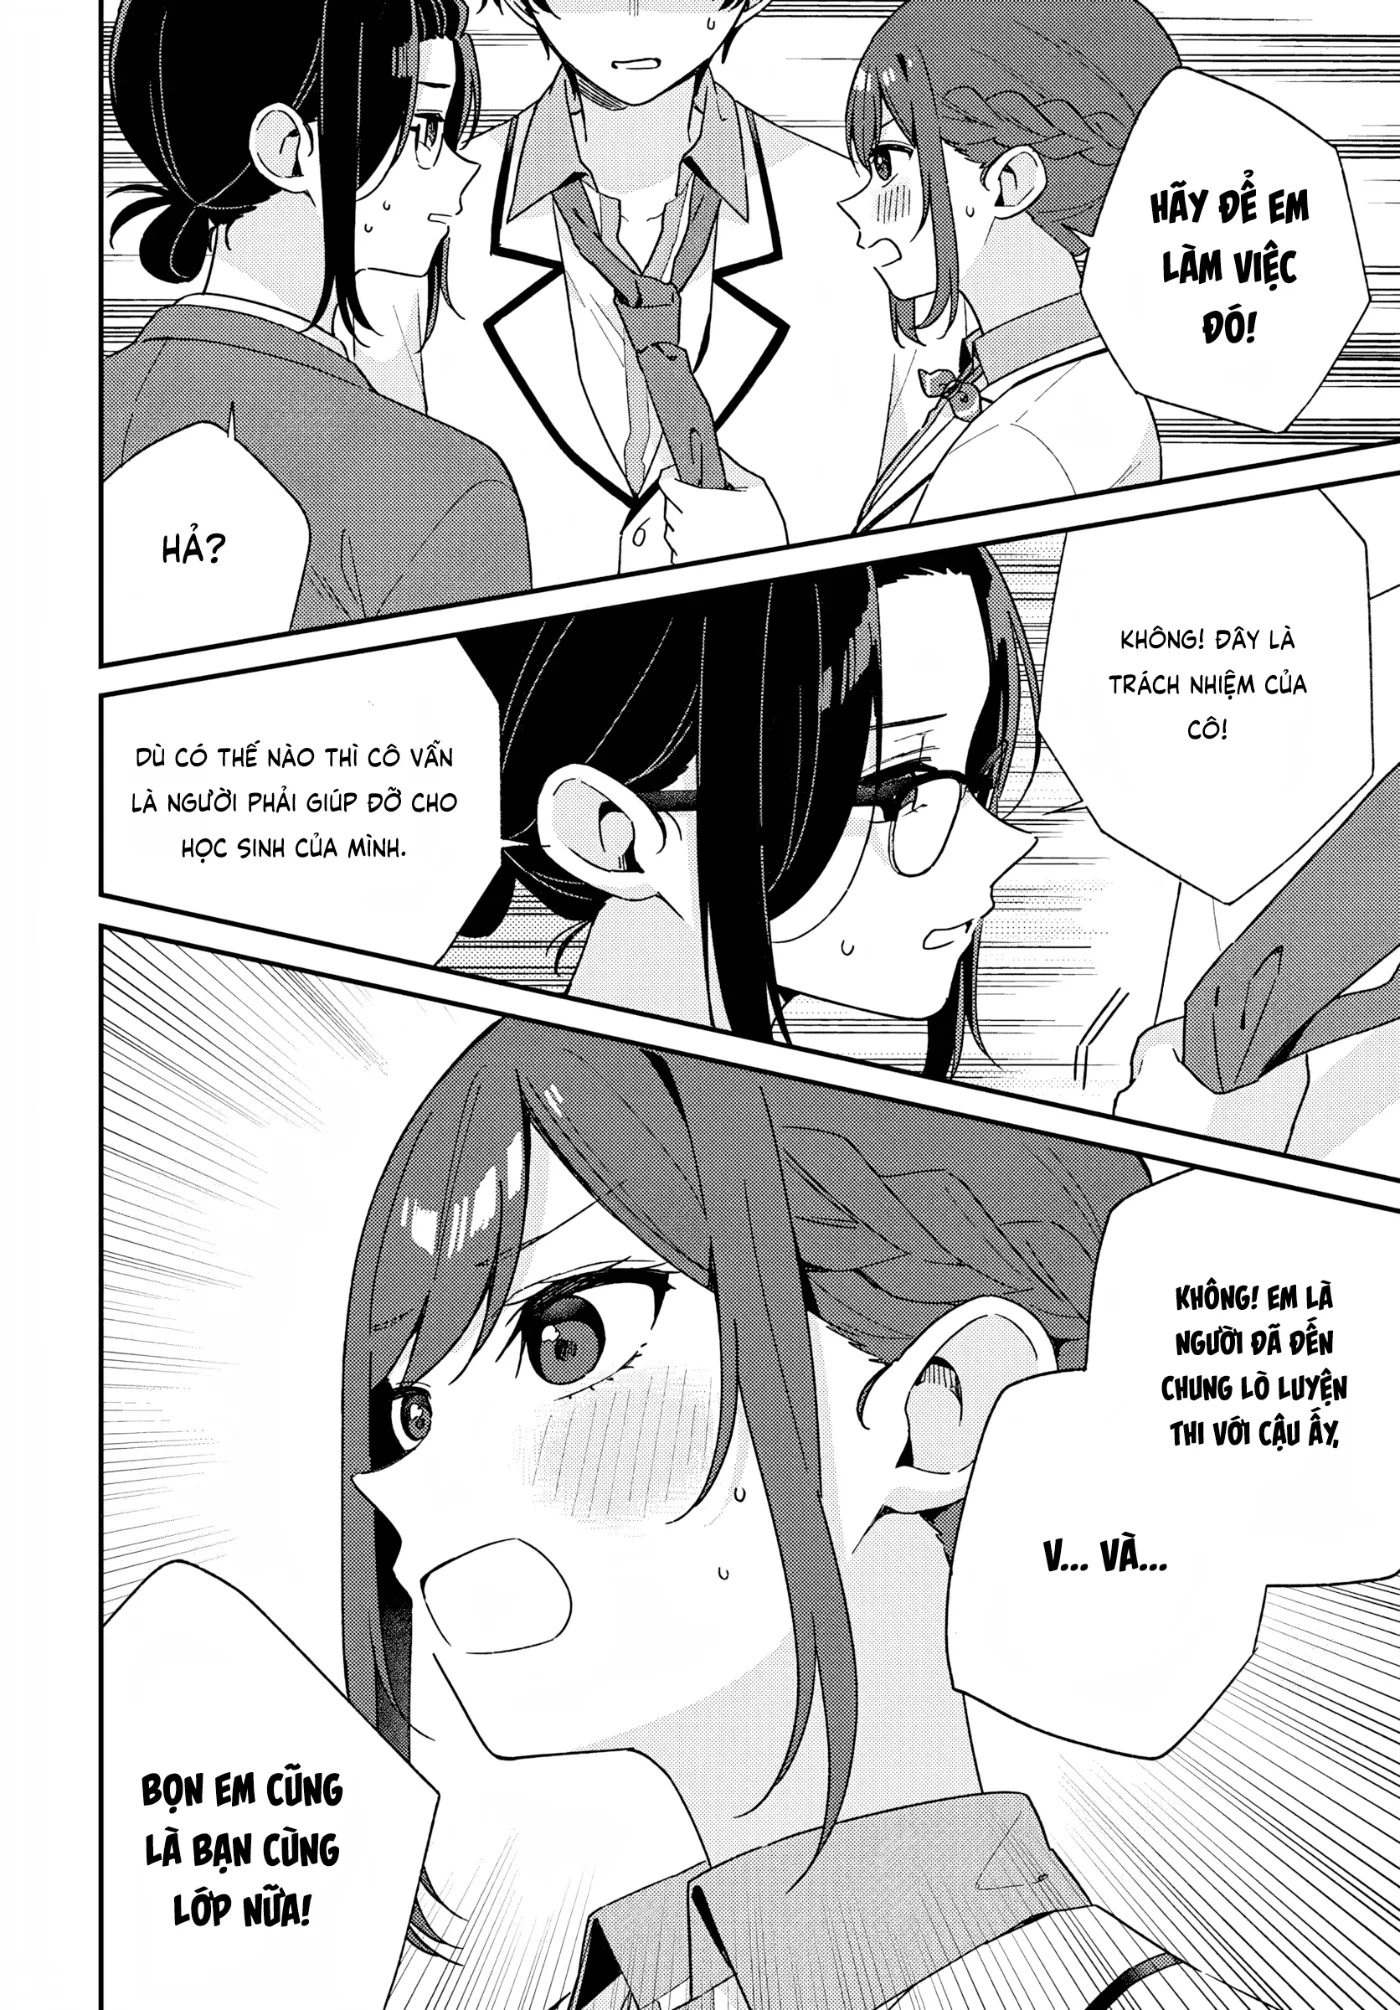 HÃY ĐỂ EM
LÀM VIỆC
ĐÓ!
HẢ?
KHÔNG! ĐÂY LÀ
TRÁCH NHIỆM CỦA
CÔ!
DÙ CÓ THẾ NÀO THÌ CÔ VẪN
LÀ NGƯỜI PHẢI GIÚP ĐỠ CHO
HỌC SINH CỦA MÌNH.
KHÔNG! EM LÀ
NGƯỜI ĐÃ ĐẾN
CHUNG LÒ LUYỆN
THI VỚI CẬU ẤY,
V... VÀ...
BỌN EM CŨNG
LÀ BẠN CÙNG
LỚP NỮA!